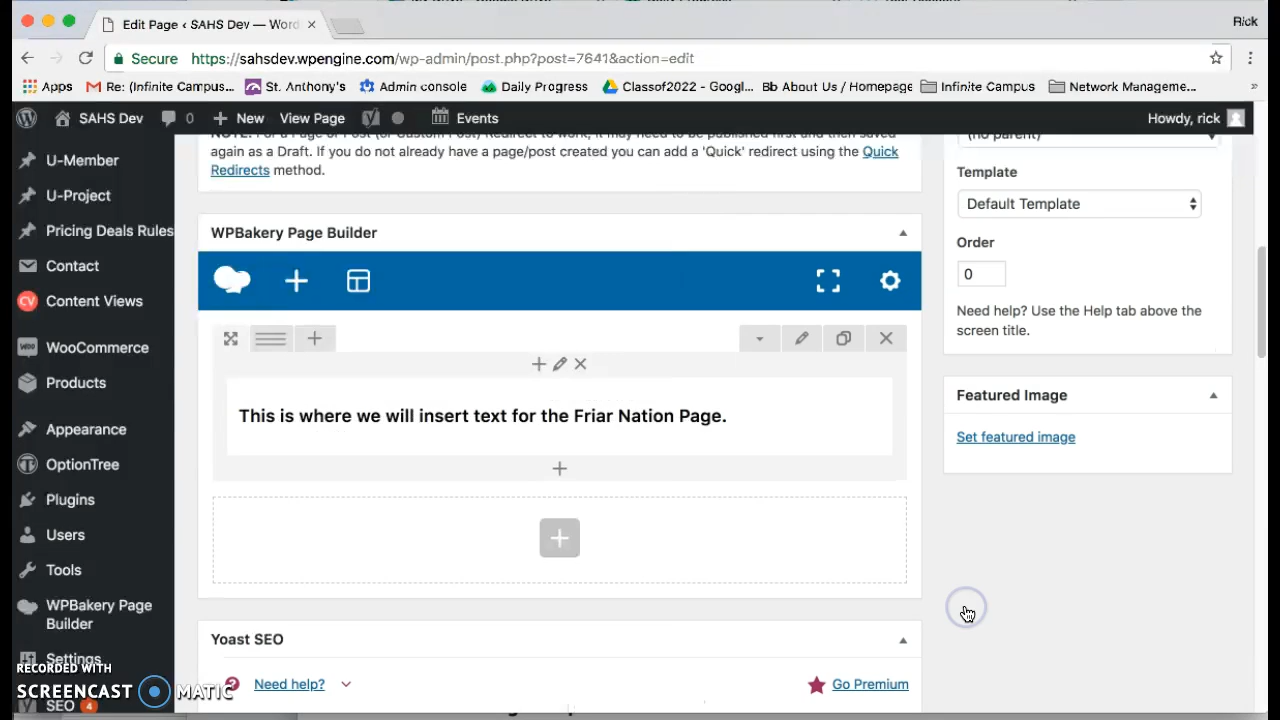 Edit Page ‹ SAHS Dev — Word
Rick
Secure https://sahsdev.wpengine.com/wp-admin/post.php?post=7641&action=edit
Apps Re: (Infinite Campus... St. Anthony's Admin console Daily Progress Classof2022 - Googl... Bb About Us / Homepage Infinite Campus Network Manageme... »
SAHS Dev 0 New View Page Events Howdy, rick
U-Member
U-Project
Pricing Deals Rules
Contact
CV Content Views
WooCommerce
Products
Appearance
OptionTree
Plugins
Users
Tools
WPBakery Page
Builder
Settings
SEO 4
NOTE: For a Page or Post (or Custom Post) Redirect to work, it may need to be published first and then saved
again as a Draft. If you do not already have a page/post created you can add a 'Quick' redirect using the Quick
Redirects method.
WPBakery Page Builder
This is where we will insert text for the Friar Nation Page.
Yoast SEO
Need help?
Go Premium
(no parent)
Template
Default Template
Order
0
Need help? Use the Help tab above the
screen title.
Featured Image
Set featured image
RECORDED WITH
SCREENCAST MATIC